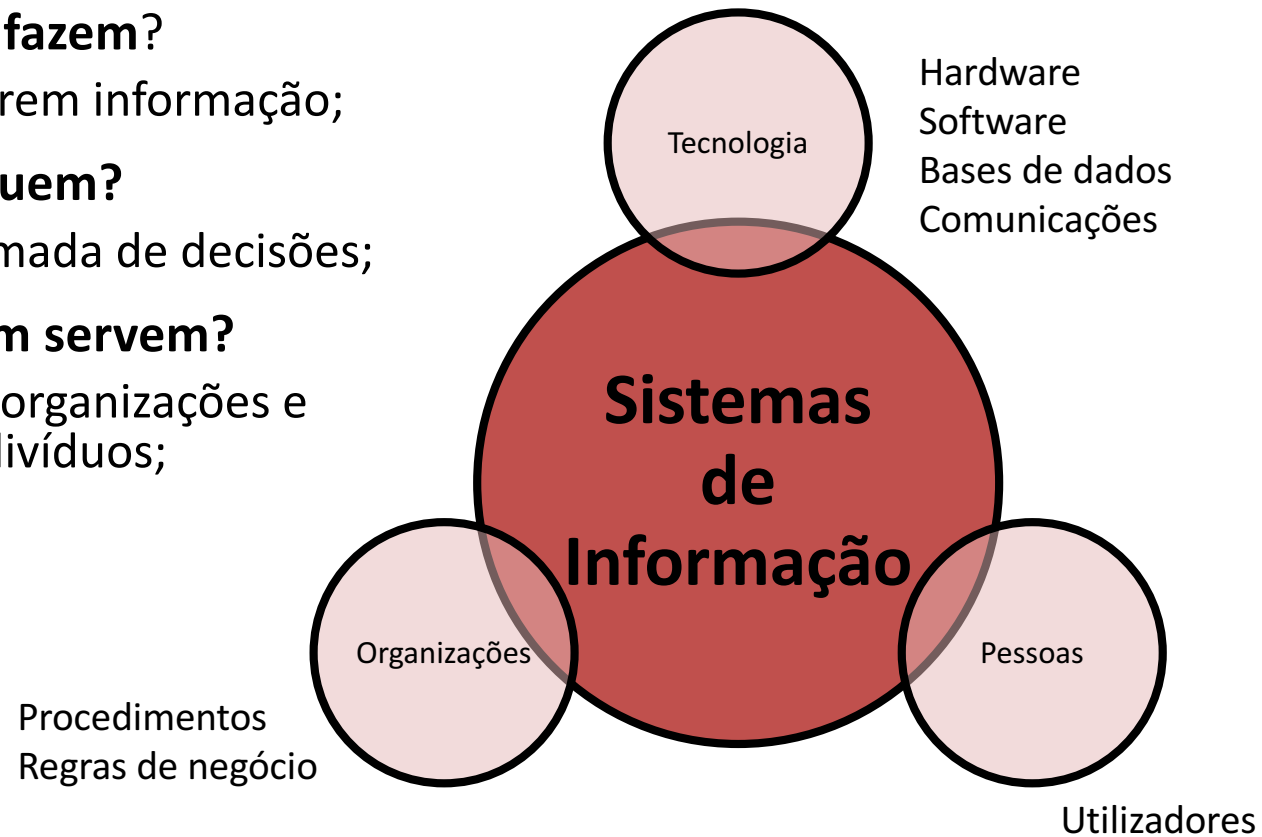 fazem?
rem informação;
uem?
mada de decisões;
m servem?
organizações e
divíduos;
Tecnologia
Hardware
Software
Bases de dados
Comunicações
Sistemas
de
Informação
Organizações
Procedimentos
Regras de negócio
Pessoas
Utilizadores